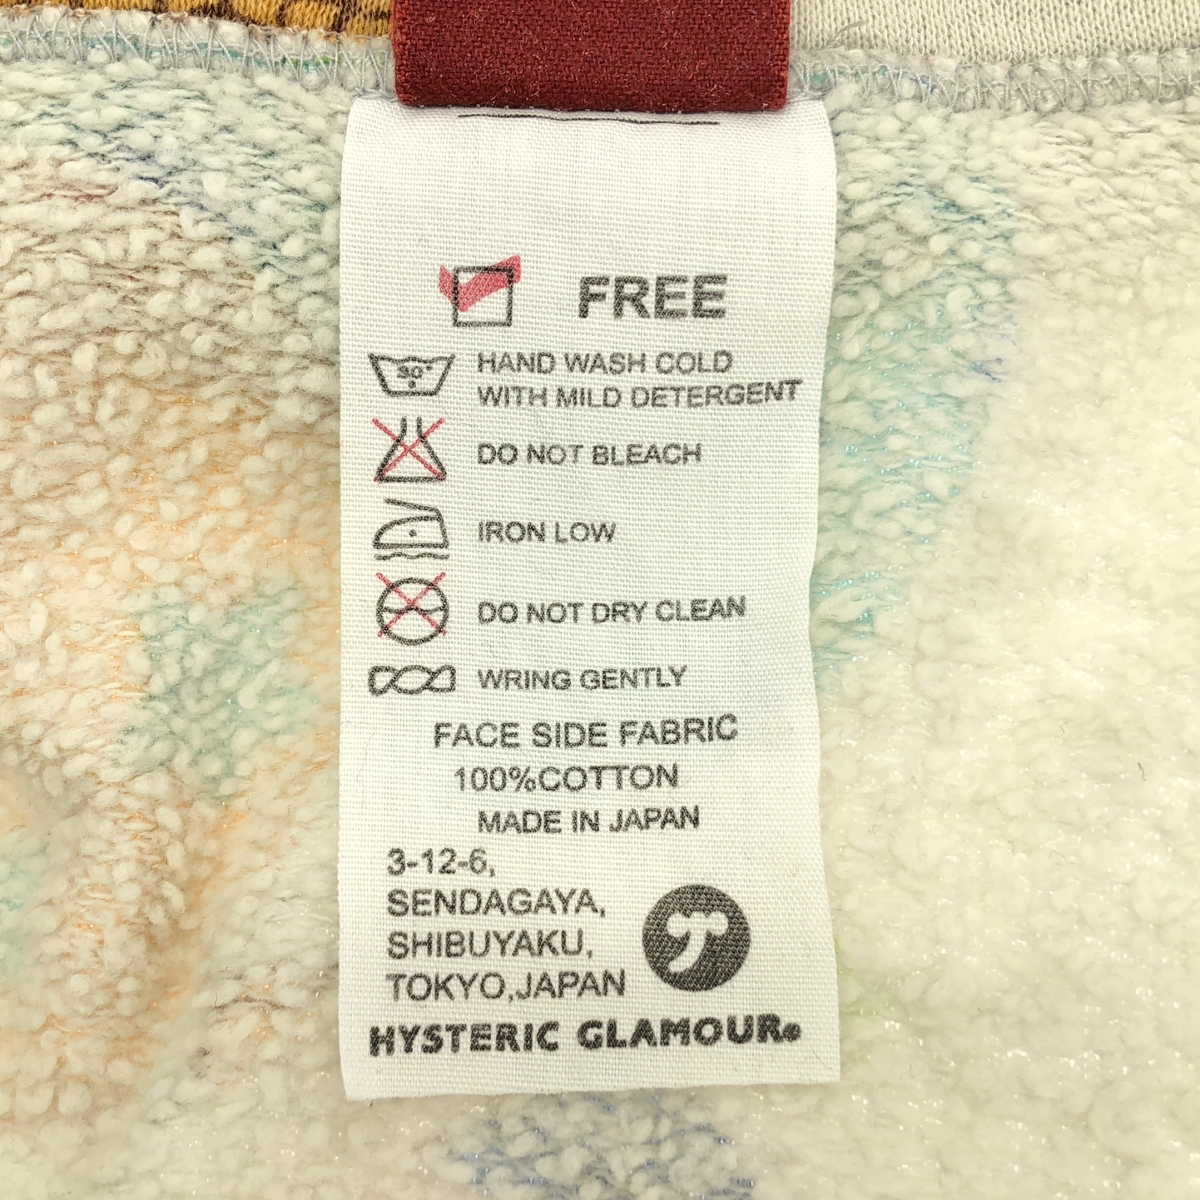 FREE
30°
HAND WASH COLD
WITH MILD DETERGENT
DO NOT BLEACH
IRON LOW
DO NOT DRY CLEAN
WRING GENTLY
FACE SIDE FABRIC
100%COTTON
MADE IN JAPAN
3-12-6,
SENDAGAYA,
SHIBUYAKU,
TOKYO,JAPAN
HYSTERIC GLAMOUR